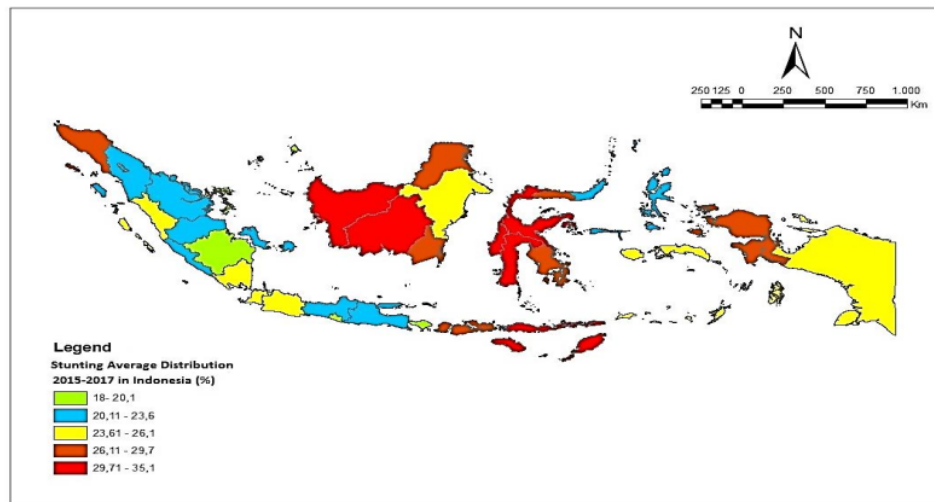 N
250 125 0 250 500 750 1.000
Km
Legend
Stunting Average Distribution
2015-2017 in Indonesia (%)
18- 20,1
20,11 - 23,6
23,61 - 26,1
26,11 - 29,7
29,71 - 35,1